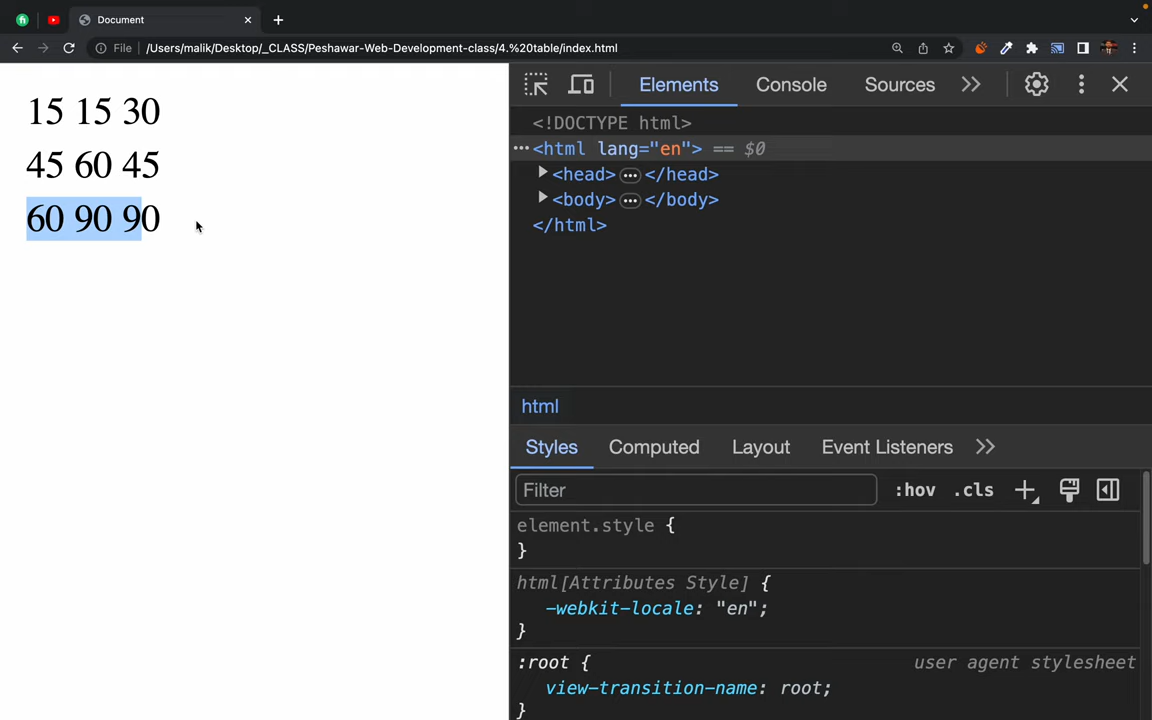 Document
File
/Users/malik/Desktop/_CLASS/Peshawar-Web-Development-class/4.%20table/index.html
15 15 30
45 60 45
60 90 90
Elements
Console
Sources
<!DOCTYPE html>
<html lang="en"> == $0
<head> </head>
<body> </body>
</html>
html
Styles
Computed
Layout
Event Listeners
Filter
:hov
.cls
element.style {
}
html[Attributes Style] {
-webkit-locale: "en";
}
:root {
user agent stylesheet
view-transition-name: root;
}